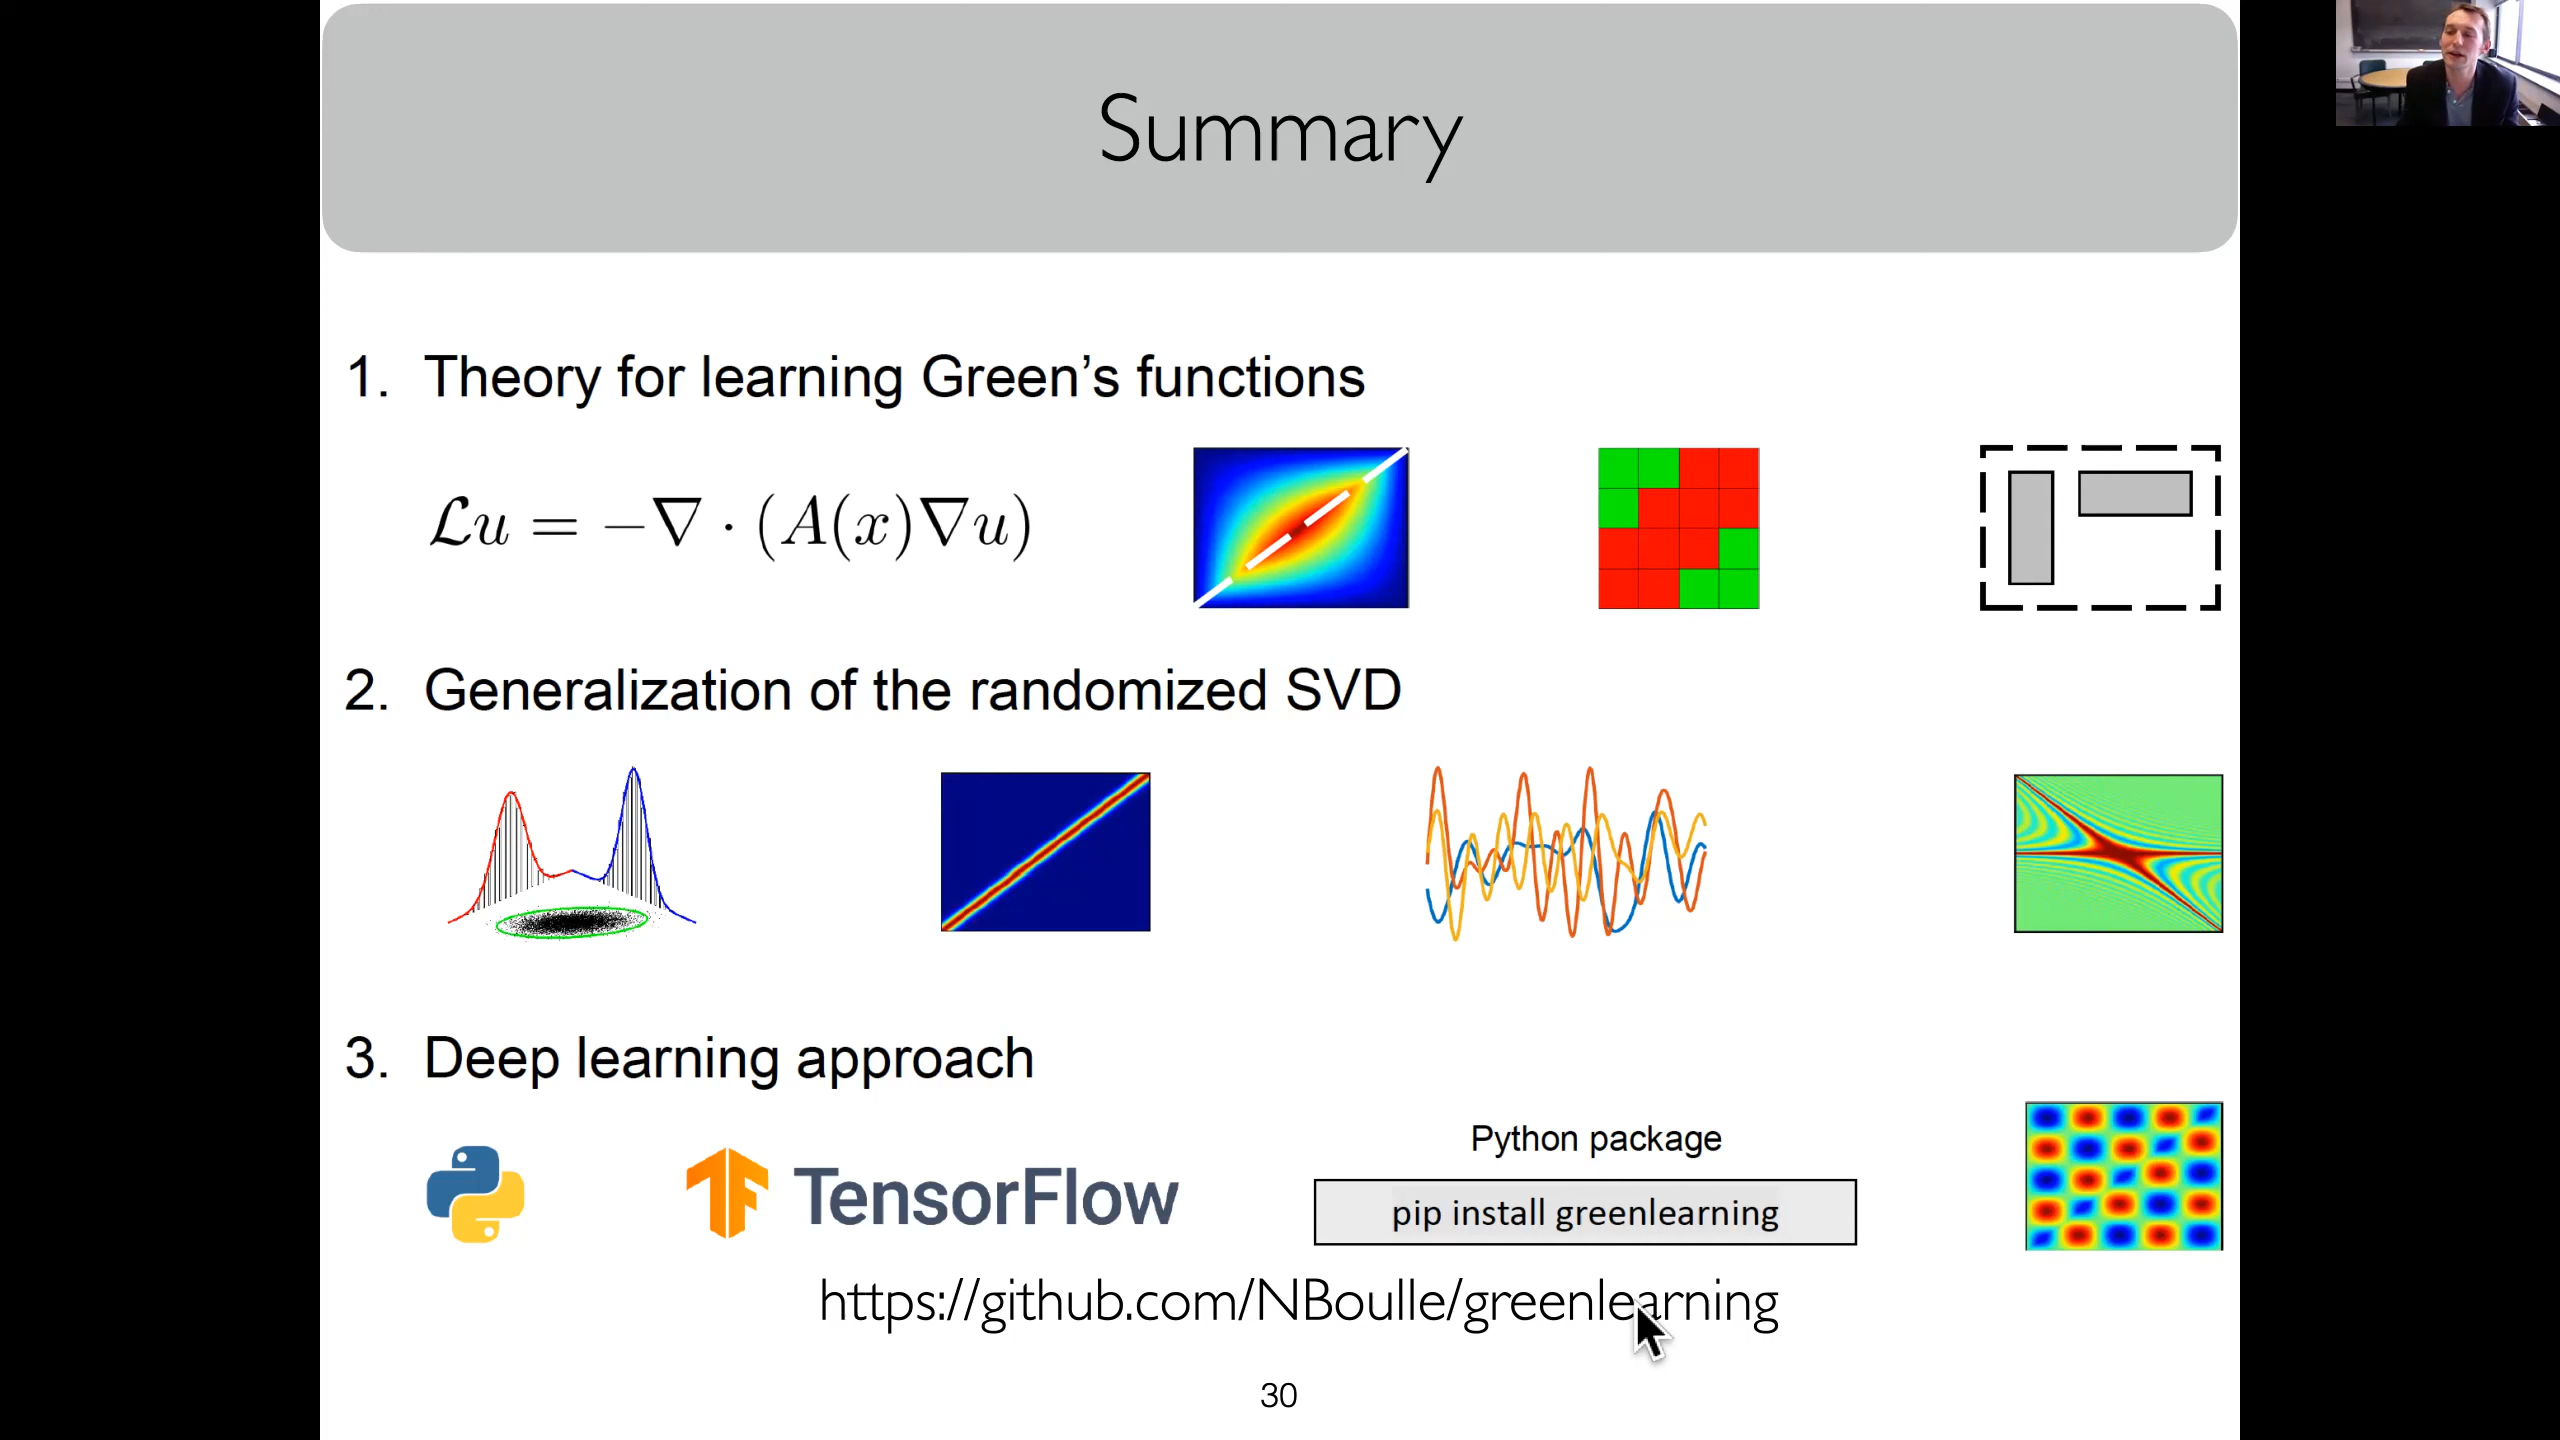 Summary
1. Theory for learning Green’s functions
ℒu = −∇ · (A(x)∇u)
2. Generalization of the randomized SVD
3. Deep learning approach
Python package
TensorFlow
pip install greenlearning
https://github.com/NBoulle/greenlearning
30